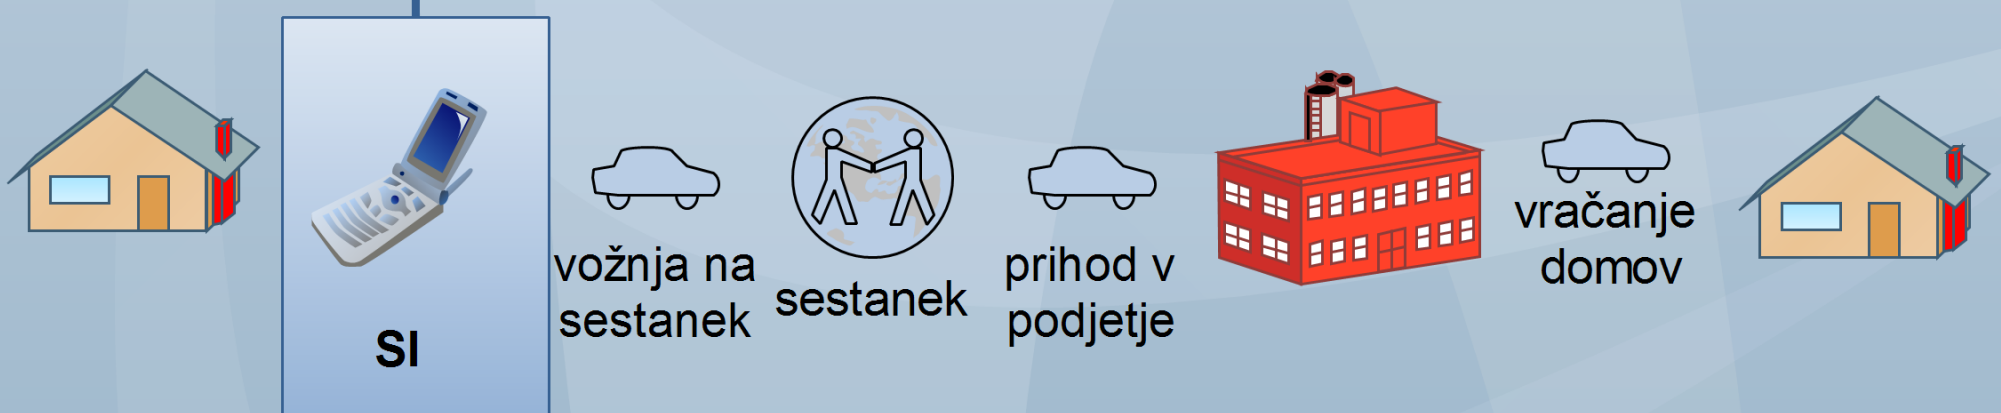 SI
vožnja na
sestanek
sestanek
prihod v
podjetje
vračanje
domov